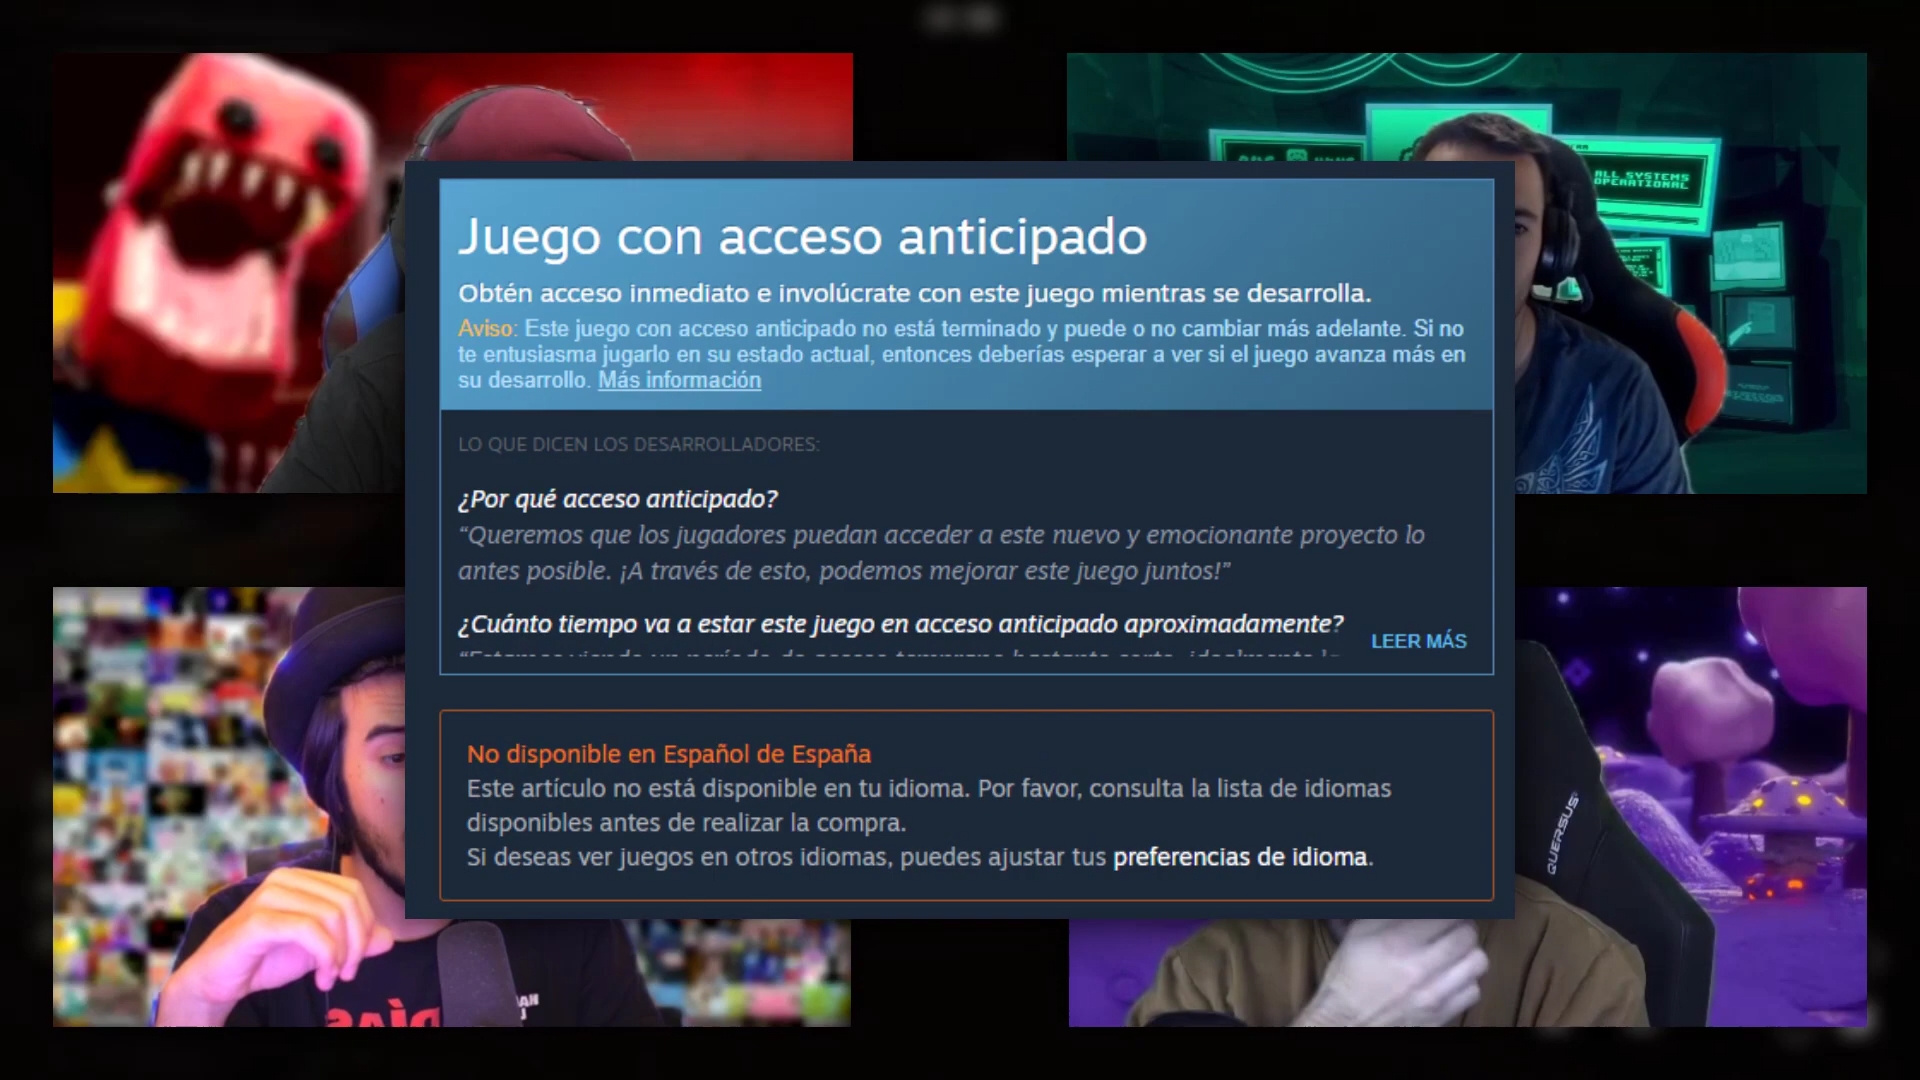 ALL SYSTEMS
OPERATIONAL
Juego con acceso anticipado
Obtén acceso inmediato e involúcrate con este juego mientras se desarrolla.
Aviso: Este juego con acceso anticipado no está terminado y puede o no cambiar más adelante. Si no
te entusiasma jugarlo en su estado actual, entonces deberías esperar a ver si el juego avanza más en
su desarrollo. Más información
LO QUE DICEN LOS DESARROLLADORES:
¿Por qué acceso anticipado?
“Queremos que los jugadores puedan acceder a este nuevo y emocionante proyecto lo
antes posible. ¡A través de esto, podemos mejorar este juego juntos!”
¿Cuánto tiempo va a estar este juego en acceso anticipado aproximadamente?
LEER MÁS
No disponible en Español de España
Este artículo no está disponible en tu idioma. Por favor, consulta la lista de idiomas
disponibles antes de realizar la compra.
Si deseas ver juegos en otros idiomas, puedes ajustar tus preferencias de idioma.
QUERSUS